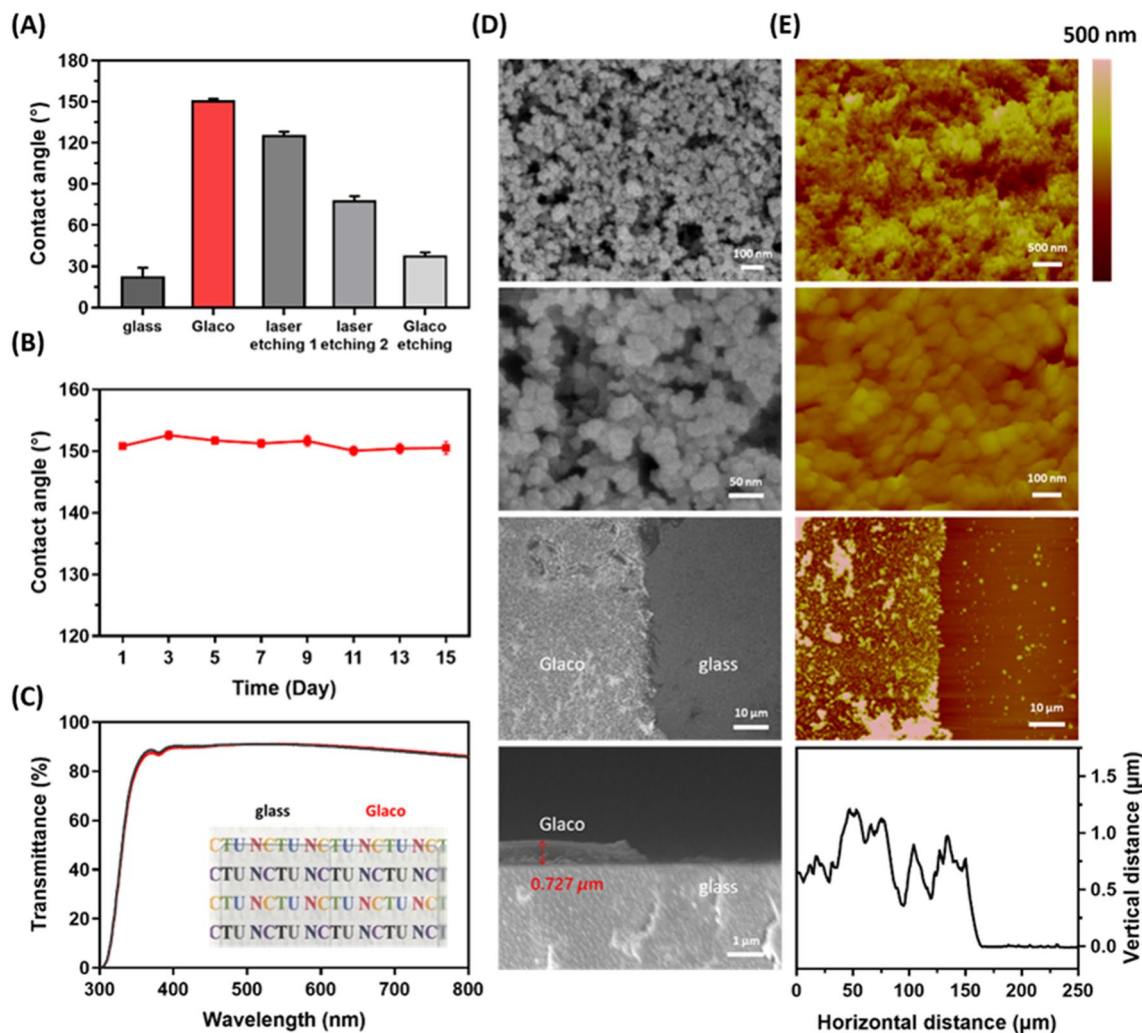 (A)
180
150
120
90
60
30
0
Contact angle (°)
glass
Glaco
laser
etching 1
laser
etching 2
Glaco
etching
(B)
160
150
140
130
120
Contact angle (°)
1 3 5 7 9 11 13 15
Time (Day)
(C)
100
80
60
40
20
0
Transmittance (%)
glass Glaco
CTU NCTU NCTU NCTU NCT
CTU NCTU NCTU NCTU NCT
CTU NCTU NCTU NCTU NCT
CTU NCTU NCTU NCTU NCT
300 400 500 600 700 800
Wavelength (nm)
(D)
100 nm
50 nm
Glaco glass
10 μm
Glaco
0.727 μm
glass
1 μm
(E)
500 nm
500 nm
100 nm
10 μm
1.5
1.0
0.5
0.0
Vertical distance (μm)
0 50 100 150 200 250
Horizontal distance (μm)